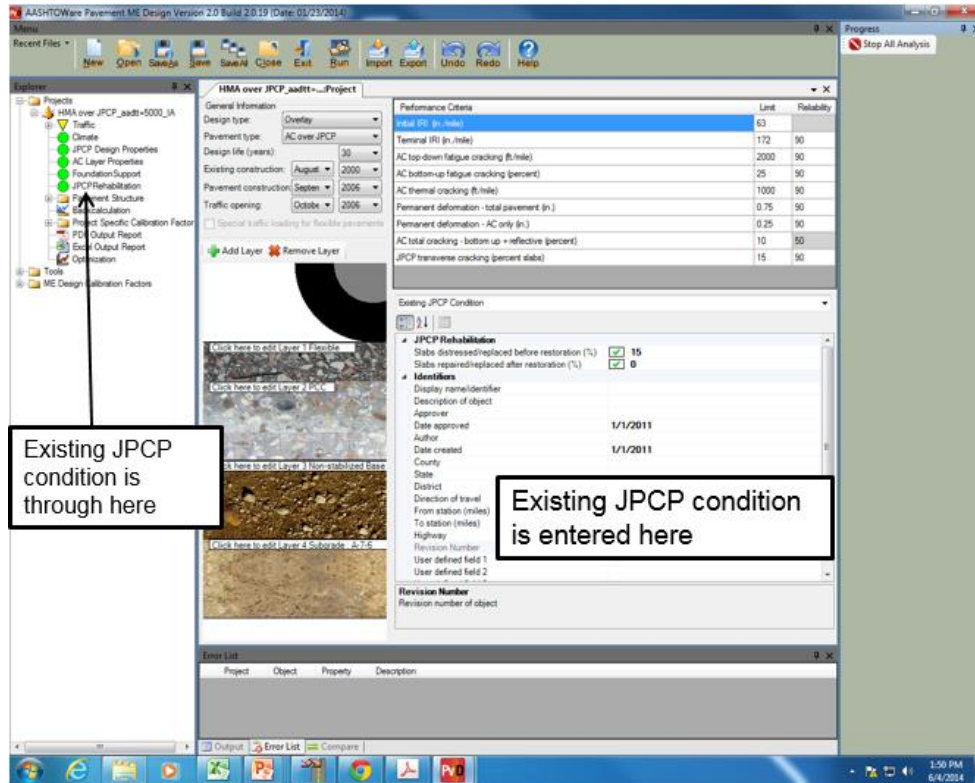 AASHTOWare Pavement ME Design Version 2.0 Build 2.0.19 (Date: 01/23/2014)
Menu
Recent Files
New Open SaveAs Save SaveAll Close Exit Run Import Export Undo Redo Help
Progress
Stop All Analysis
Explorer
Projects
HMA over JPCP_aadtt=5000_IA
Traffic
Climate
JPCP Design Properties
AC Layer Properties
Foundation Support
JPCP Rehabilitation
Pavement Structure
Backcalculation
Project Specific Calibration Factor
PDF Output Report
Excel Output Report
Optimization
Tools
ME Design Calibration Factors
Existing JPCP
condition is
through here
HMA over JPCP_aadtt=...:Project
General Information
Design type: Overlay
Pavement type: AC over JPCP
Design life (years): 30
Existing construction: August 2000
Pavement construction: Septen 2006
Traffic opening: Octobe 2006
Special traffic loading for flexible pavements
Add Layer Remove Layer
Click here to edit Layer 1 Flexible
Click here to edit Layer 2 PCC
Click here to edit Layer 3 Non-stabilized Base
Click here to edit Layer 4 Subgrade : A-7-6
Performance Criteria Limit Reliability
Initial IRI (in./mile) 63
Terminal IRI (in./mile) 172 90
AC top-down fatigue cracking (ft/mile) 2000 90
AC bottom-up fatigue cracking (percent) 25 90
AC thermal cracking (ft/mile) 1000 90
Permanent deformation - total pavement (in.) 0.75 90
Permanent deformation - AC only (in.) 0.25 90
AC total cracking - bottom up + reflective (percent) 10 50
JPCP transverse cracking (percent slabs) 15 90
Existing JPCP Condition
JPCP Rehabilitation
Slabs distressed/replaced before restoration (%) 15
Slabs repaired/replaced after restoration (%) 0
Identifiers
Display name/identifier
Description of object
Approver
Date approved 1/1/2011
Author
Date created 1/1/2011
County
State
District
Direction of travel
From station (miles)
To station (miles)
Highway
Revision Number
User defined field 1
User defined field 2
Existing JPCP condition
is entered here
Revision Number
Revision number of object
Error List
Project Object Property Description
Output Error List Compare
1:50 PM
6/4/2014